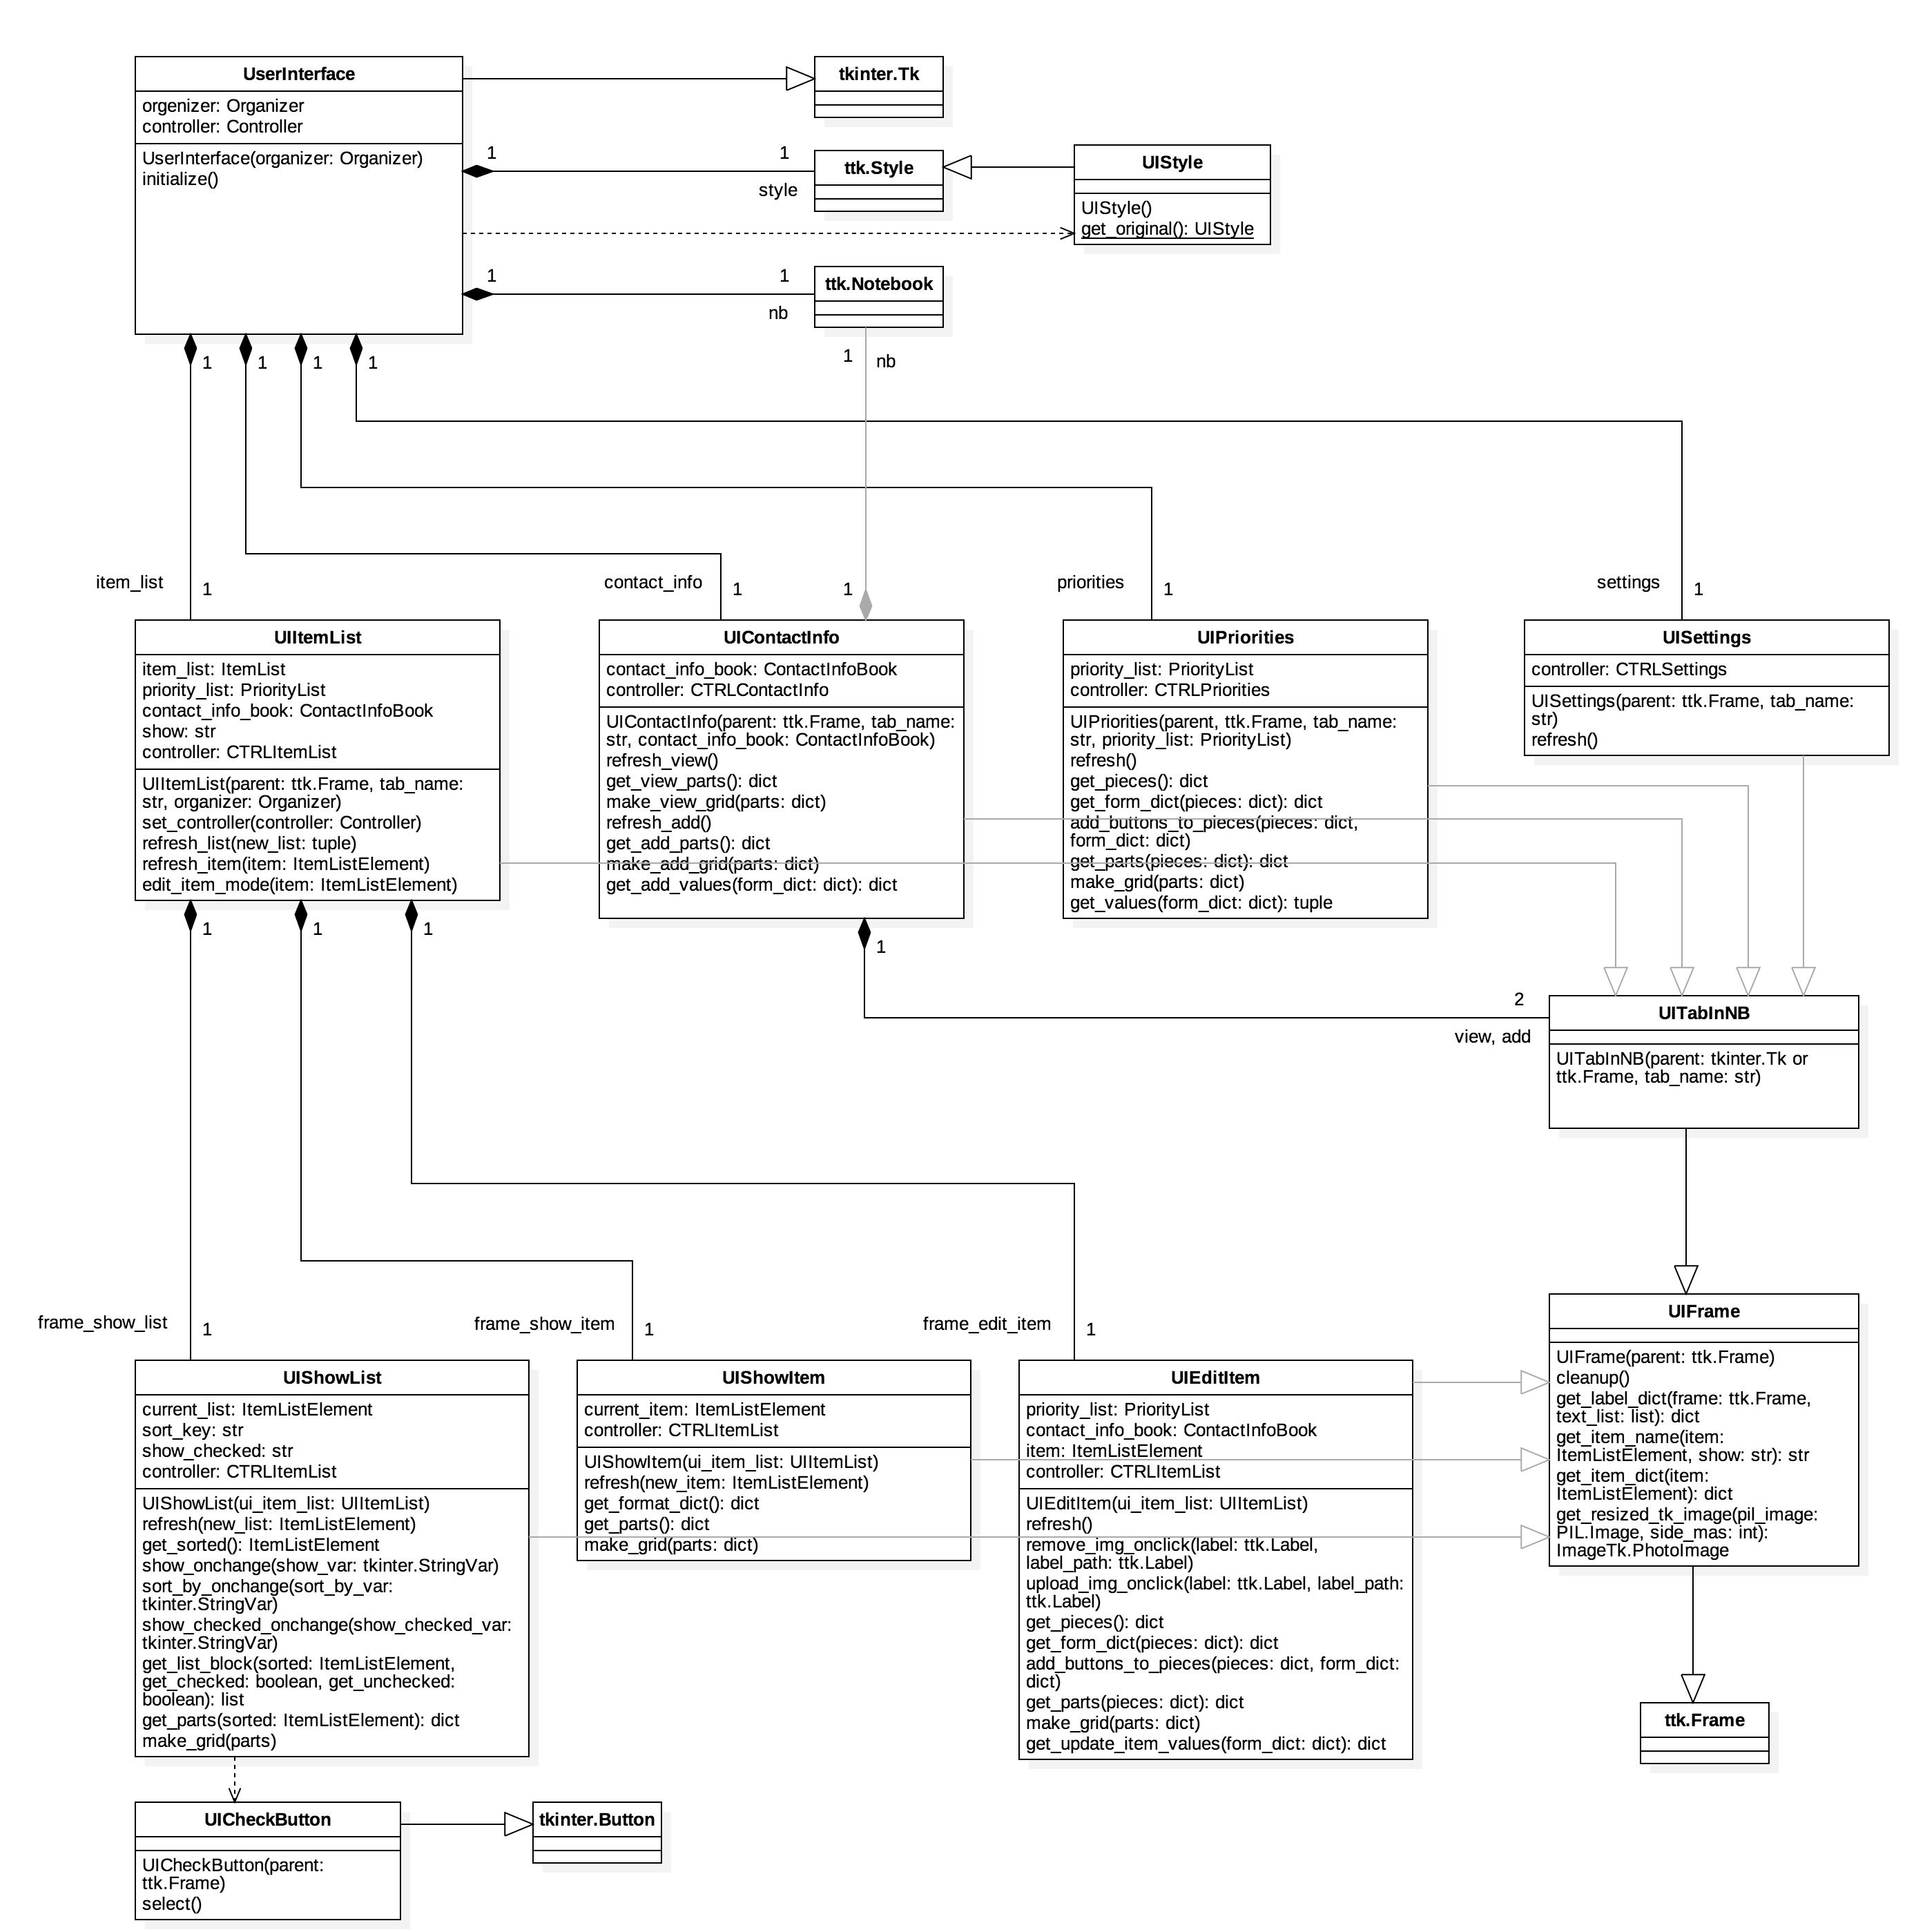 UserInterface
orgenizer: Organizer
controller: Controller
UserInterface(organizer: Organizer)
initialize()
tkinter.Tk
1
1
style
ttk.Style
UIStyle
UIStyle()
get_original(): UIStyle
1
1
nb
ttk.Notebook
1
nb
1
1
1
1
item_list
1
contact_info
1
1
priorities
1
settings
1
UIItemList
item_list: ItemList
priority_list: PriorityList
contact_info_book: ContactInfoBook
show: str
controller: CTRLItemList
UIItemList(parent: ttk.Frame, tab_name:
str, organizer: Organizer)
set_controller(controller: Controller)
refresh_list(new_list: tuple)
refresh_item(item: ItemListElement)
edit_item_mode(item: ItemListElement)
UIContactInfo
contact_info_book: ContactInfoBook
controller: CTRLContactInfo
UIContactInfo(parent: ttk.Frame, tab_name:
str, contact_info_book: ContactInfoBook)
refresh_view()
get_view_parts(): dict
make_view_grid(parts: dict)
refresh_add()
get_add_parts(): dict
make_add_grid(parts: dict)
get_add_values(form_dict: dict): dict
UIPriorities
priority_list: PriorityList
controller: CTRLPriorities
UIPriorities(parent, ttk.Frame, tab_name:
str, priority_list: PriorityList)
refresh()
get_pieces(): dict
get_form_dict(pieces: dict): dict
add_buttons_to_pieces(pieces: dict,
form_dict: dict)
get_parts(pieces: dict): dict
make_grid(parts: dict)
get_values(form_dict: dict): tuple
UISettings
controller: CTRLSettings
UISettings(parent: ttk.Frame, tab_name:
str)
refresh()
1
1
1
1
2
view, add
UITabInNB
UITabInNB(parent: tkinter.Tk or
ttk.Frame, tab_name: str)
frame_show_list
1
frame_show_item
1
frame_edit_item
1
UIShowList
current_list: ItemListElement
sort_key: str
show_checked: str
controller: CTRLItemList
UIShowList(ui_item_list: UIItemList)
refresh(new_list: ItemListElement)
get_sorted(): ItemListElement
show_onchange(show_var: tkinter.StringVar)
sort_by_onchange(sort_by_var:
tkinter.StringVar)
show_checked_onchange(show_checked_var:
tkinter.StringVar)
get_list_block(sorted: ItemListElement,
get_checked: boolean, get_unchecked:
boolean): list
get_parts(sorted: ItemListElement): dict
make_grid(parts)
UIShowItem
current_item: ItemListElement
controller: CTRLItemList
UIShowItem(ui_item_list: UIItemList)
refresh(new_item: ItemListElement)
get_format_dict(): dict
get_parts(): dict
make_grid(parts: dict)
UIEditItem
priority_list: PriorityList
contact_info_book: ContactInfoBook
item: ItemListElement
controller: CTRLItemList
UIEditItem(ui_item_list: UIItemList)
refresh()
remove_img_onclick(label: ttk.Label,
label_path: ttk.Label)
upload_img_onclick(label: ttk.Label, label_path:
ttk.Label)
get_pieces(): dict
get_form_dict(pieces: dict): dict
add_buttons_to_pieces(pieces: dict, form_dict:
dict)
get_parts(pieces: dict): dict
make_grid(parts: dict)
get_update_item_values(form_dict: dict): dict
UIFrame
UIFrame(parent: ttk.Frame)
cleanup()
get_label_dict(frame: ttk.Frame,
text_list: list): dict
get_item_name(item:
ItemListElement, show: str): str
get_item_dict(item:
ItemListElement): dict
get_resized_tk_image(pil_image:
PIL.Image, side_mas: int):
ImageTk.PhotoImage
ttk.Frame
UICheckButton
UICheckButton(parent:
ttk.Frame)
select()
tkinter.Button